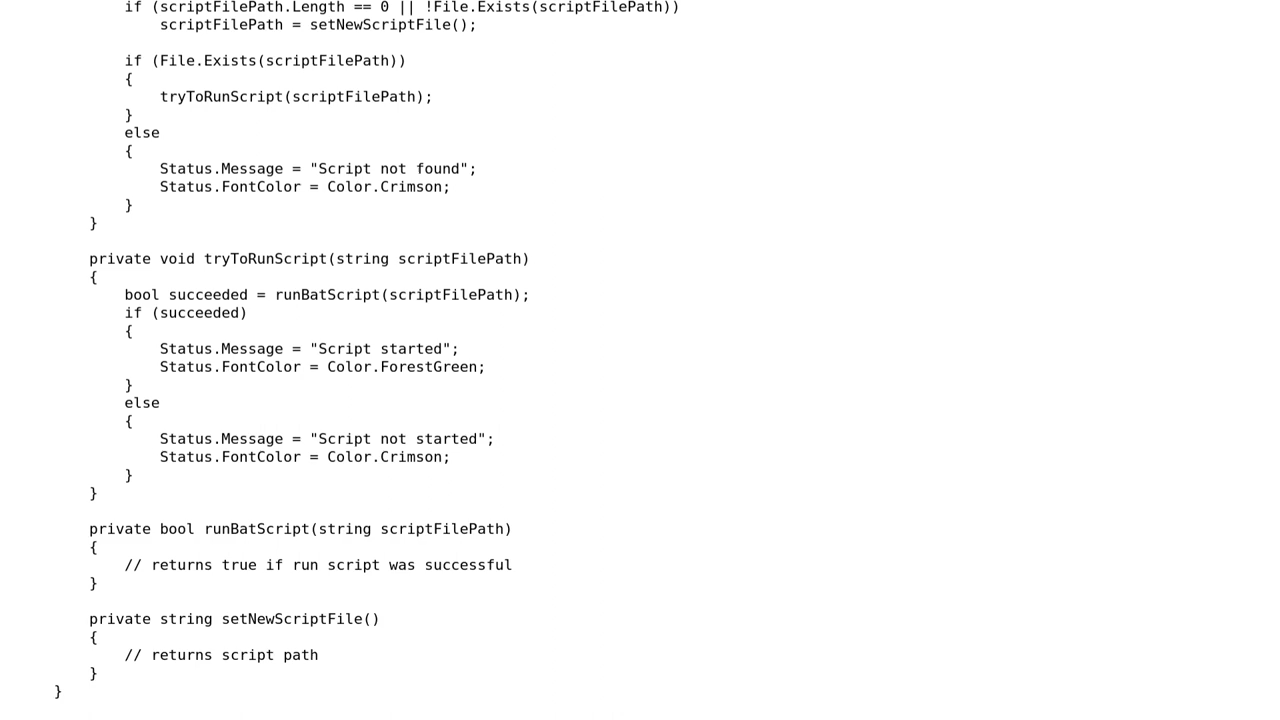 if (scriptFilePath.Length == 0 || !File.Exists(scriptFilePath))
scriptFilePath = setNewScriptFile();
if (File.Exists(scriptFilePath))
{
tryToRunScript(scriptFilePath);
}
else
{
Status.Message = "Script not found";
Status.FontColor = Color.Crimson;
}
}
private void tryToRunScript(string scriptFilePath)
{
bool succeeded = runBatScript(scriptFilePath);
if (succeeded)
{
Status.Message = "Script started";
Status.FontColor = Color.ForestGreen;
}
else
{
Status.Message = "Script not started";
Status.FontColor = Color.Crimson;
}
}
private bool runBatScript(string scriptFilePath)
{
// returns true if run script was successful
}
private string setNewScriptFile()
{
// returns script path
}
}